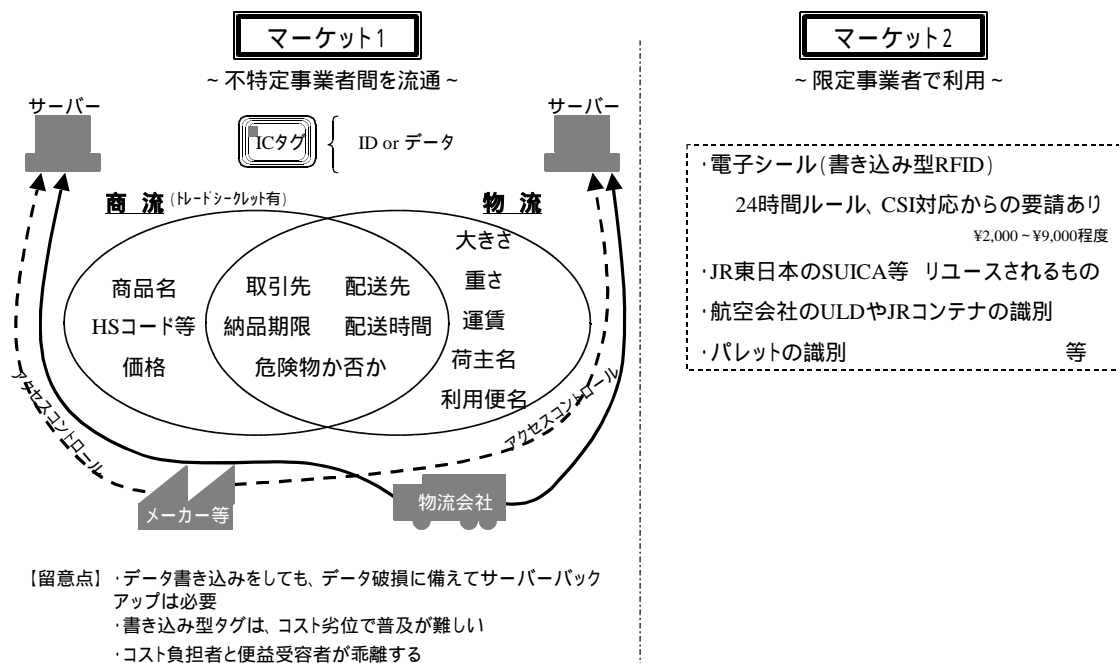 マーケット1
~ 不特定事業者間を流通 ~
サーバー
サーバー
ICタグ
ID or データ
商 流 (トレードシークレット有)
物 流
商品名
HSコード等
価格
取引先 配送先
納品期限 配送時間
危険物か否か
大きさ
重さ
運賃
荷主名
利用便名
アクセスコントロール
アクセスコントロール
メーカー等
物流会社
【留意点】 ・データ書き込みをしても、データ破損に備えてサーバーバック
アップは必要
・書き込み型タグは、コスト劣位で普及が難しい
・コスト負担者と便益受容者が乖離する
マーケット2
~ 限定事業者で利用 ~
・電子シール(書き込み型RFID)
24時間ルール、CSI対応からの要請あり
¥2,000 ~ ¥9,000程度
・JR東日本のSUICA等 リユースされるもの
・航空会社のULDやJRコンテナの識別
・パレットの識別 等